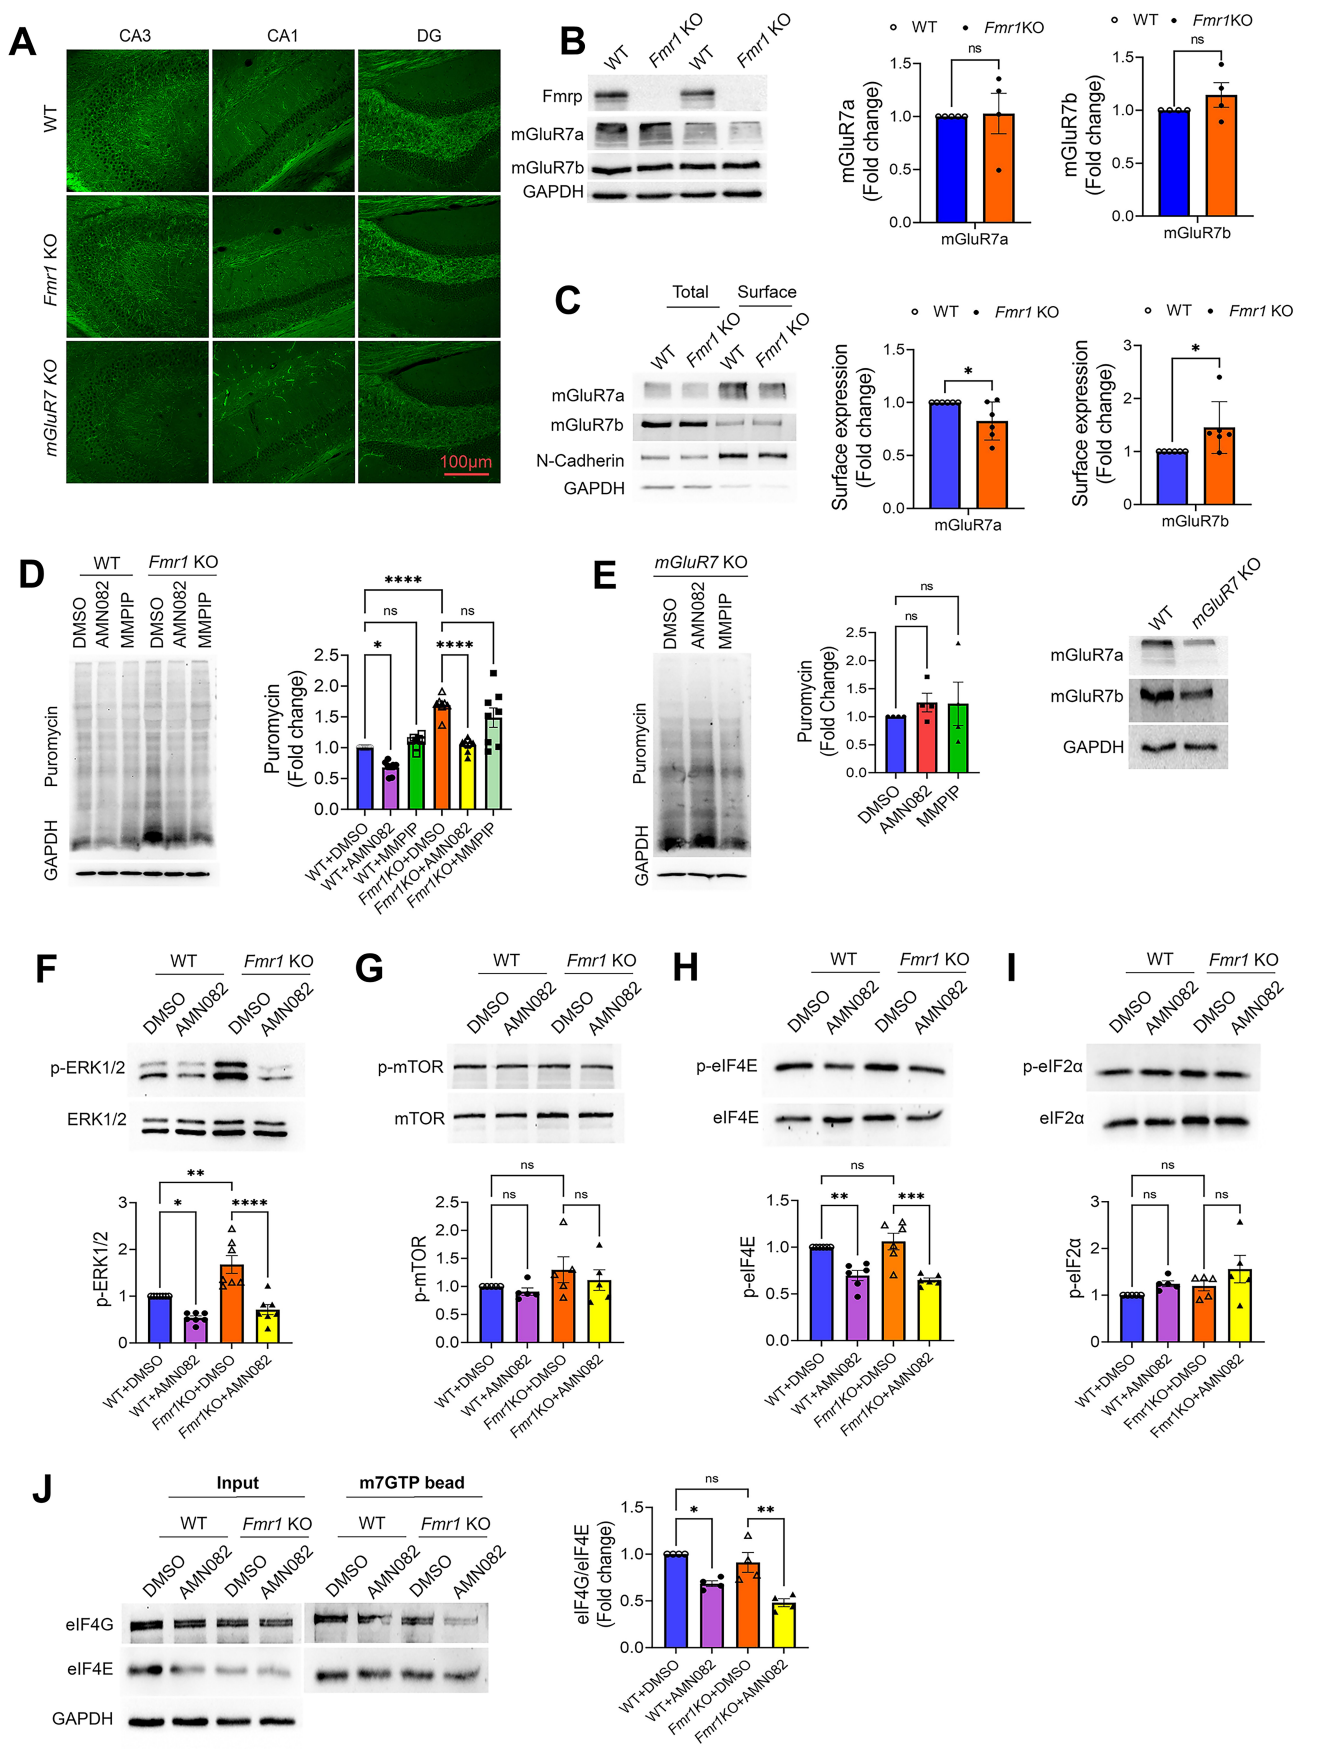 A
CA3
CA1
DG
WT
Fmr1 KO
mGluR7 KO
100µm
B
WT
Fmr1 KO
WT
Fmr1 KO
Fmrp
mGluR7a
mGluR7b
GAPDH
WT
Fmr1KO
ns
mGluR7a
(Fold change)
1.5
1.0
0.5
0.0
mGluR7a
WT
Fmr1KO
ns
mGluR7b
(Fold change)
1.5
1.0
0.5
0.0
mGluR7b
C
Total
Surface
WT
Fmr1 KO
WT
Fmr1 KO
mGluR7a
mGluR7b
N-Cadherin
GAPDH
WT
Fmr1 KO
*
Surface expression
(Fold change)
1.5
1.0
0.5
0.0
mGluR7a
WT
Fmr1 KO
*
Surface expression
(Fold change)
3
2
1
0
mGluR7b
D
WT
Fmr1 KO
DMSO
AMN082
MMPIP
DMSO
AMN082
MMPIP
Puromycin
GAPDH
****
ns
ns
*
****
Puromycin
(Fold change)
2.5
2.0
1.5
1.0
0.5
0.0
WT+DMSO
WT+AMN082
WT+MMPIP
Fmr1KO+DMSO
Fmr1KO+AMN082
Fmr1KO+MMPIP
E
mGluR7 KO
DMSO
AMN082
MMPIP
Puromycin
GAPDH
ns
ns
Puromycin
(Fold Change)
2.5
2.0
1.5
1.0
0.5
0.0
DMSO
AMN082
MMPIP
WT
mGluR7 KO
mGluR7a
mGluR7b
GAPDH
F
WT
Fmr1 KO
DMSO
AMN082
DMSO
AMN082
p-ERK1/2
ERK1/2
**
*
****
p-ERK1/2
3
2
1
0
WT+DMSO
WT+AMN082
Fmr1KO+DMSO
Fmr1KO+AMN082
G
WT
Fmr1 KO
DMSO
AMN082
DMSO
AMN082
p-mTOR
mTOR
ns
ns
ns
p-mTOR
2.5
2.0
1.5
1.0
0.5
0.0
WT+DMSO
WT+AMN082
Fmr1KO+DMSO
Fmr1KO+AMN082
H
WT
Fmr1 KO
DMSO
AMN082
DMSO
AMN082
p-eIF4E
eIF4E
ns
**
***
p-eIF4E
1.5
1.0
0.5
0.0
WT+DMSO
WT+AMN082
Fmr1KO+DMSO
Fmr1KO+AMN082
I
WT
Fmr1 KO
DMSO
AMN082
DMSO
AMN082
p-eIF2α
eIF2α
ns
ns
ns
p-eIF2α
3
2
1
0
WT+DMSO
WT+AMN082
Fmr1KO+DMSO
Fmr1KO+AMN082
J
Input
m7GTP bead
WT
Fmr1 KO
WT
Fmr1 KO
DMSO
AMN082
DMSO
AMN082
DMSO
AMN082
DMSO
AMN082
eIF4G
eIF4E
GAPDH
ns
*
**
eIF4G/eIF4E
(Fold change)
1.5
1.0
0.5
0.0
WT+DMSO
WT+AMN082
Fmr1KO+DMSO
Fmr1KO+AMN082